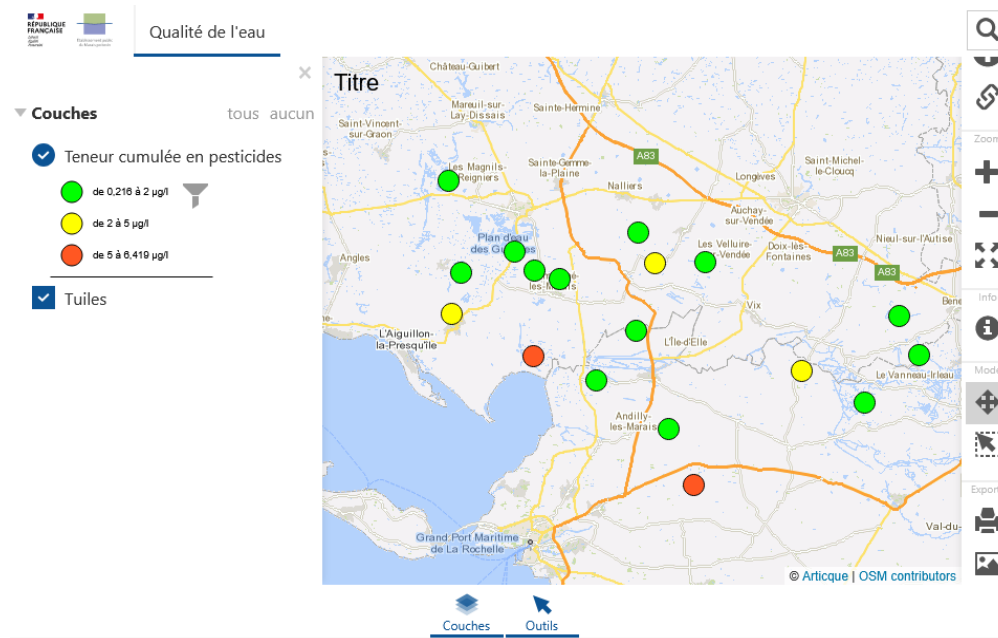 RÉPUBLIQUE
FRANÇAISE
Qualité de l'eau
Couches
tous aucun
Teneur cumulée en pesticides
de 0,216 à 2 µg/l
de 2 à 5 µg/l
de 5 à 6,419 µg/l
Tuiles
Titre
Château-Guibert
Mareuil-sur-
Lay-Dissais
Sainte-Hermine
Saint-Vincent-
sur-Graon
A83
Les Magnils
Reigniers
Sainte-Gemme-
la-Plaine
Nalliers
Longèves
Saint-Michel-
le-Cloucq
Auchay-
sur-Vendée
Plan d'eau
Angles
Les Velluire-
Doix-lès-
Fontaines
A83
Nieul-sur-l'Autise
A83
Vix
L'Aiguillon-
la-Presqu'île
L'Île-d'Elle
Le Vanneau-Irleau
Andilly-
les-Marais
Val-du-
Grand Port Maritime
de La Rochelle
© Articque | OSM contributors
Zoom
Info
Mode
Export
Couches
Outils